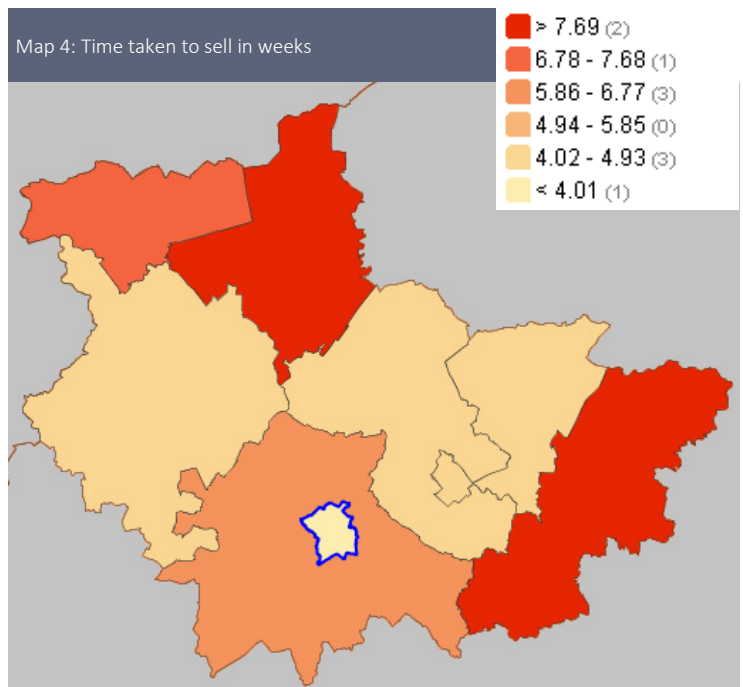 Map 4: Time taken to sell in weeks
> 7.69 (2)
6.78 - 7.68 (1)
5.86 - 6.77 (3)
4.94 - 5.85 (0)
4.02 - 4.93 (3)
< 4.01 (1)